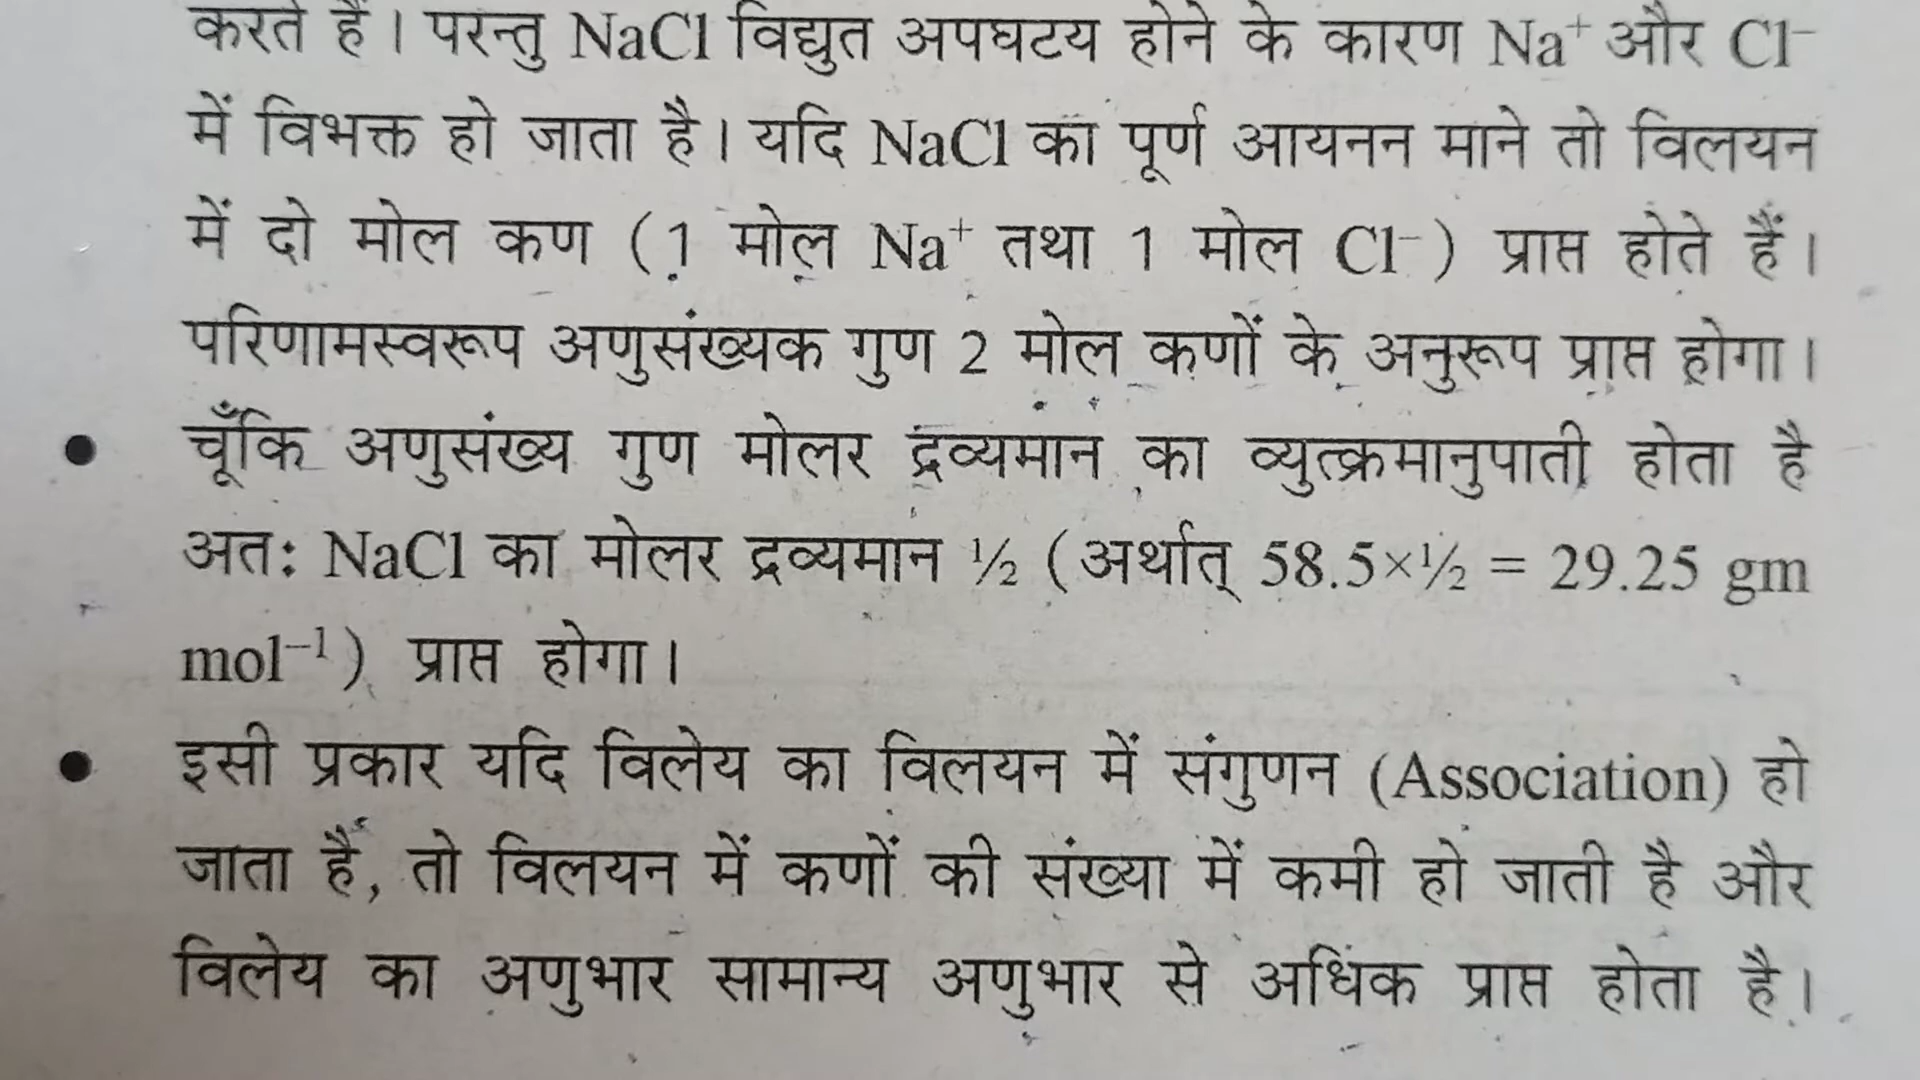 करते हैं। परन्तु NaCl विद्युत अपघटय होने के कारण Na⁺ और Cl⁻
में विभक्त हो जाता है। यदि NaCl का पूर्ण आयनन माने तो विलयन
में दो मोल कण (1 मोल Na⁺ तथा 1 मोल Cl⁻) प्राप्त होते हैं।
परिणामस्वरूप अणुसंख्यक गुण 2 मोल कणों के अनुरूप प्राप्त होगा।
● चूँकि अणुसंख्य गुण मोलर द्रव्यमान का व्युत्क्रमानुपाती होता है
अतः NaCl का मोलर द्रव्यमान ½ (अर्थात् 58.5×½ = 29.25 gm
mol⁻¹) प्राप्त होगा।
● इसी प्रकार यदि विलेय का विलयन में संगुणन (Association) हो
जाता है, तो विलयन में कणों की संख्या में कमी हो जाती है और
विलेय का अणुभार सामान्य अणुभार से अधिक प्राप्त होता है।